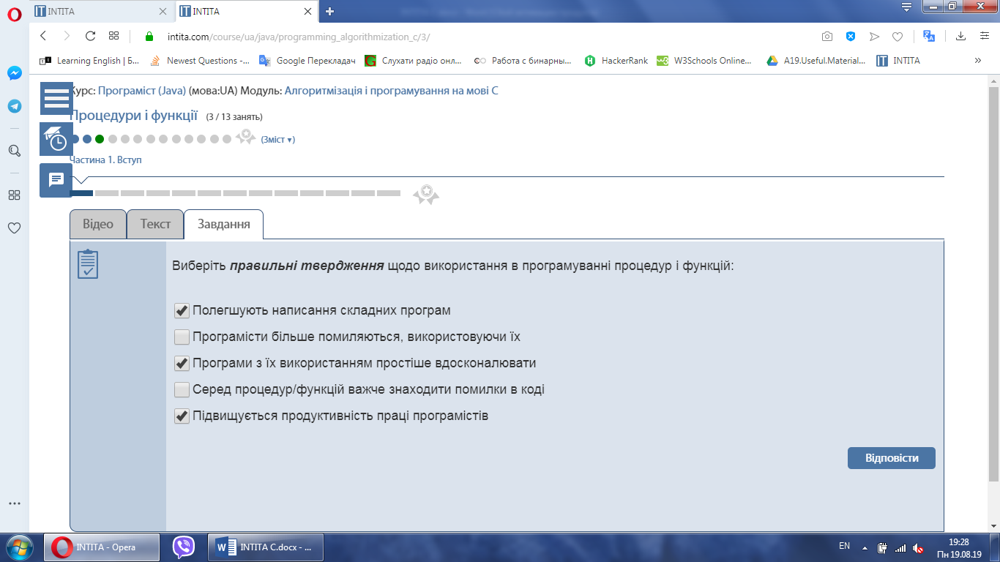 INTITA
INTITA
intita.com/course/ua/java/programming_algorithmization_c/3/
Learning English | Б...
Newest Questions -...
Google Перекладач
Слухати радіо онл...
Работа с бинарны...
HackerRank
W3Schools Online...
A19.Useful.Material...
INTITA
»
Курс: Програміст (Java) (мова:UA) Модуль: Алгоритмізація і програмування на мові С
Процедури і функції (3 / 13 занять)
(Зміст ▾)
Частина 1. Вступ
Відео
Текст
Завдання
Виберіть правильні твердження щодо використання в програмуванні процедур і функцій:
Полегшують написання складних програм
Програмісти більше помиляються, використовуючи їх
Програми з їх використанням простіше вдосконалювати
Серед процедур/функцій важче знаходити помилки в коді
Підвищується продуктивність праці програмістів
Відповісти
INTITA - Opera
INTITA C.docx - ...
EN
19:28
Пн 19.08.19